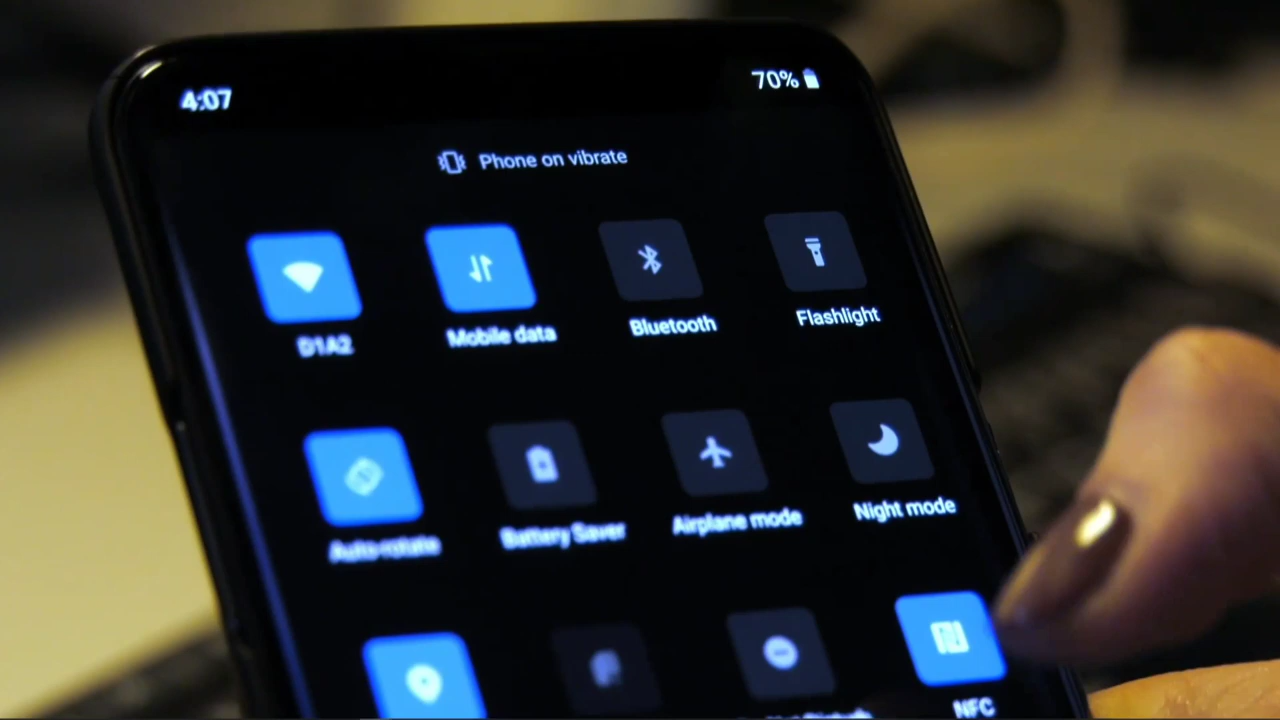 4:07 70%
Phone on vibrate
D1A2 Mobile data Bluetooth Flashlight
Auto-rotate Battery Saver Airplane mode Night mode
NFC